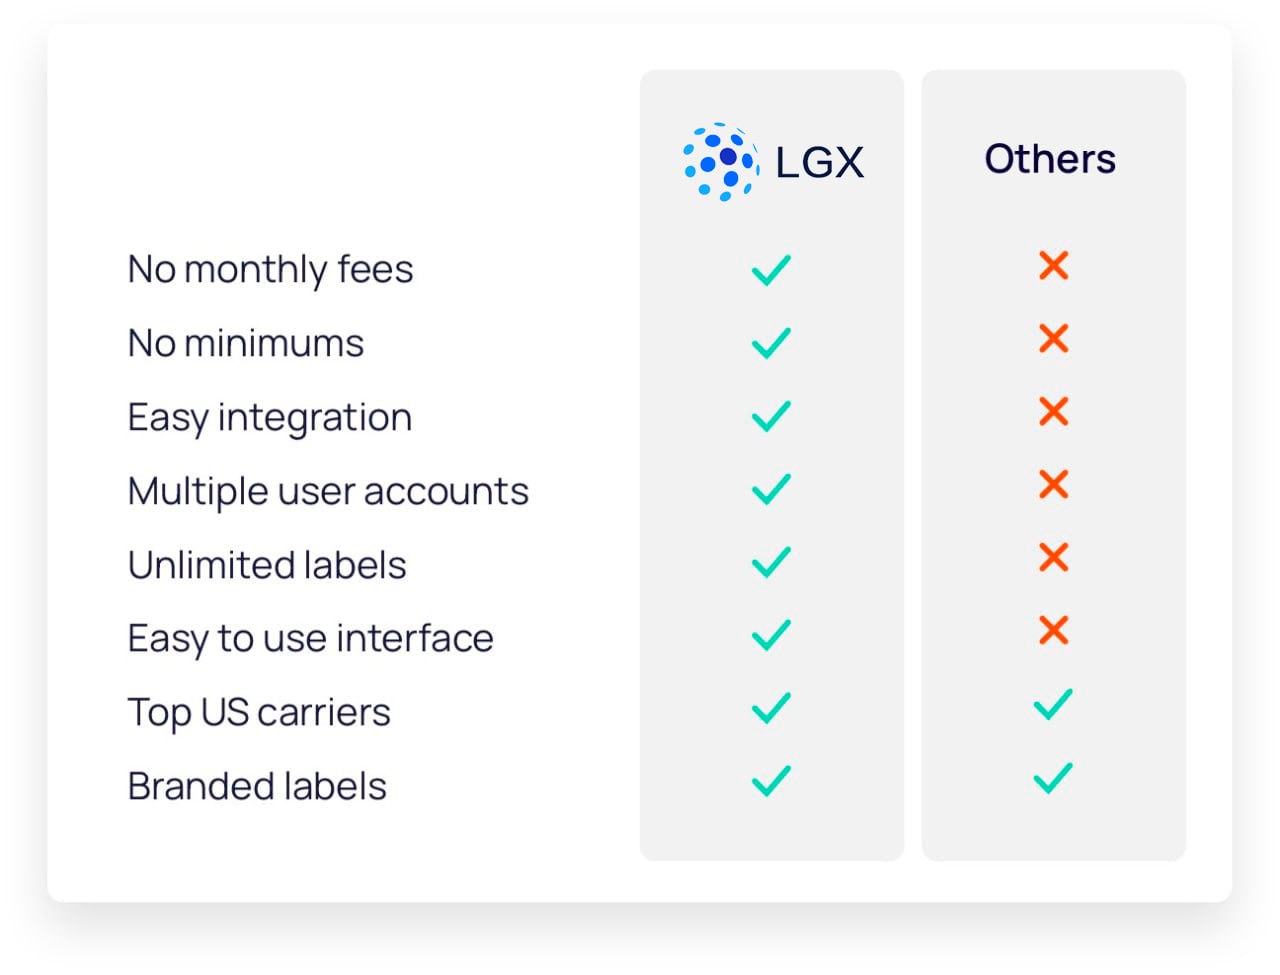 LGX
Others
No monthly fees
No minimums
Easy integration
Multiple user accounts
Unlimited labels
Easy to use interface
Top US carriers
Branded labels